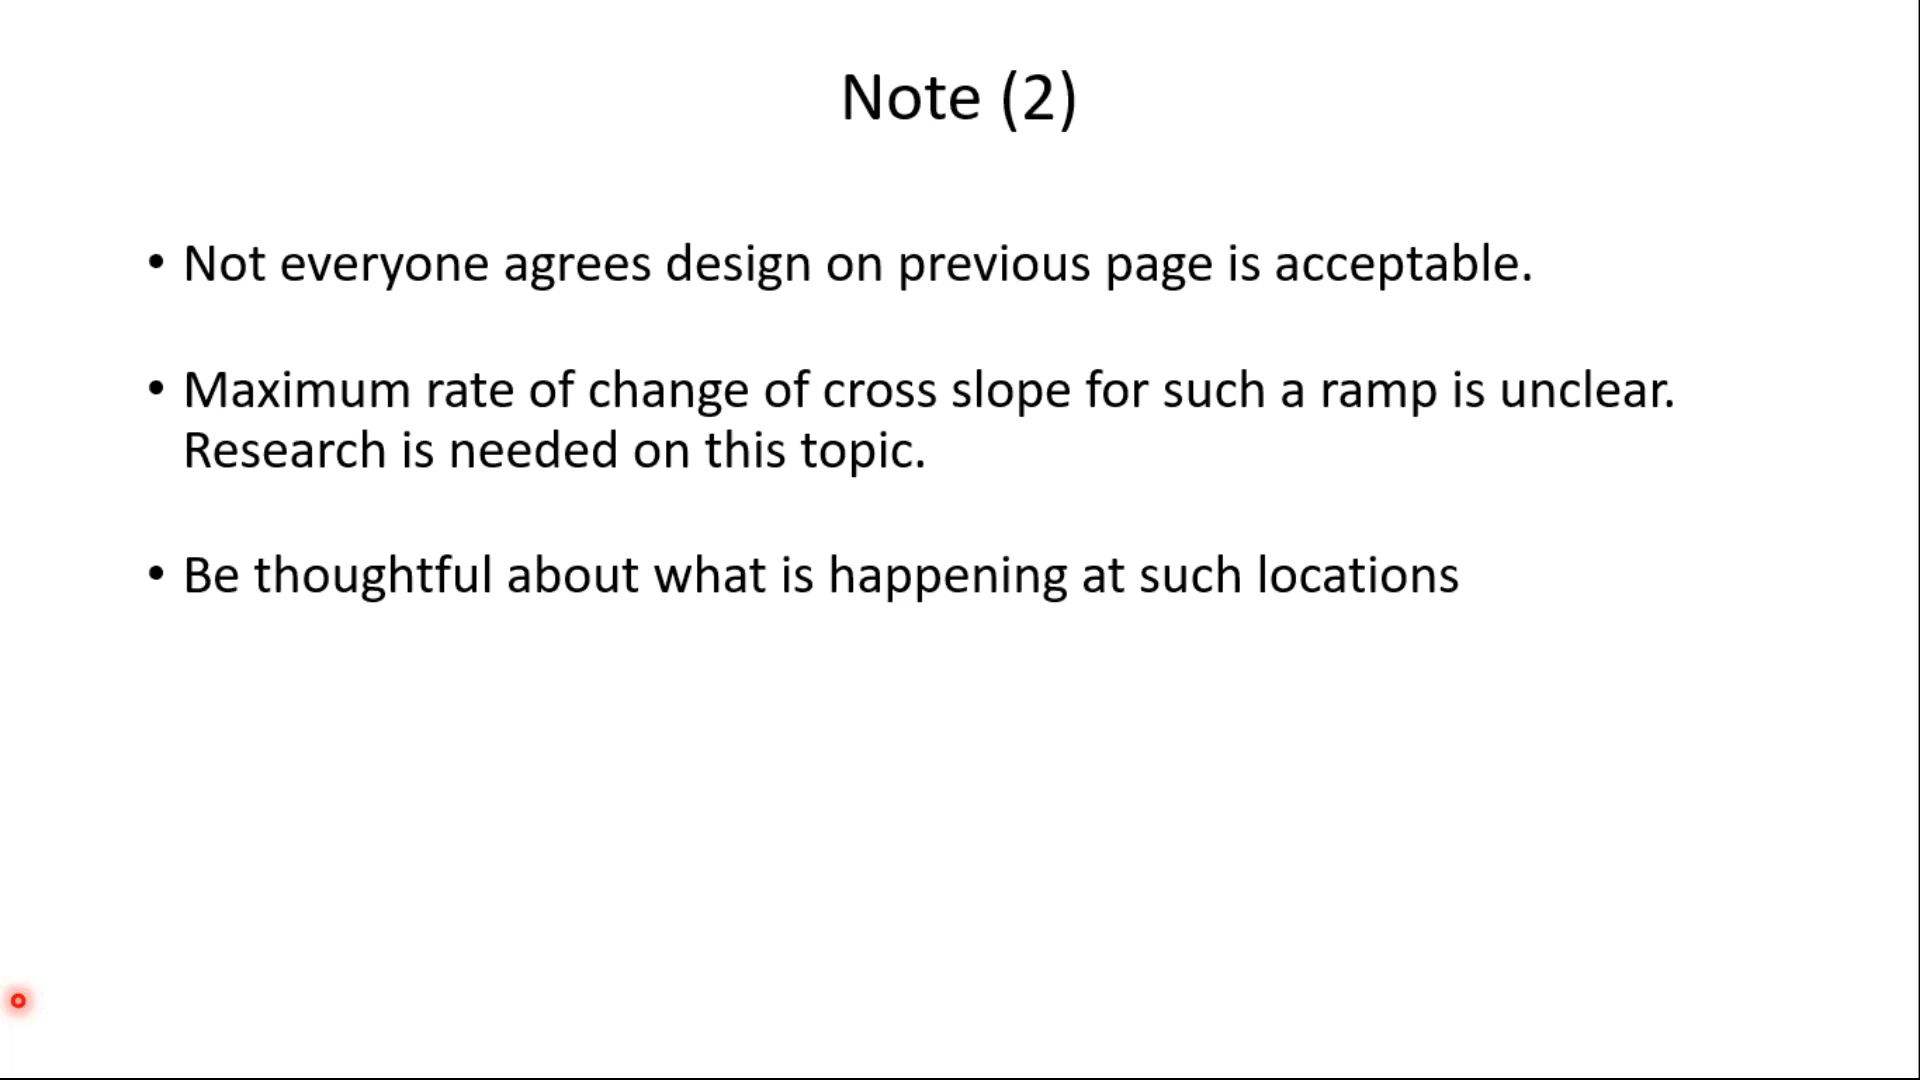 Note (2)
• Not everyone agrees design on previous page is acceptable.
• Maximum rate of change of cross slope for such a ramp is unclear.
Research is needed on this topic.
• Be thoughtful about what is happening at such locations